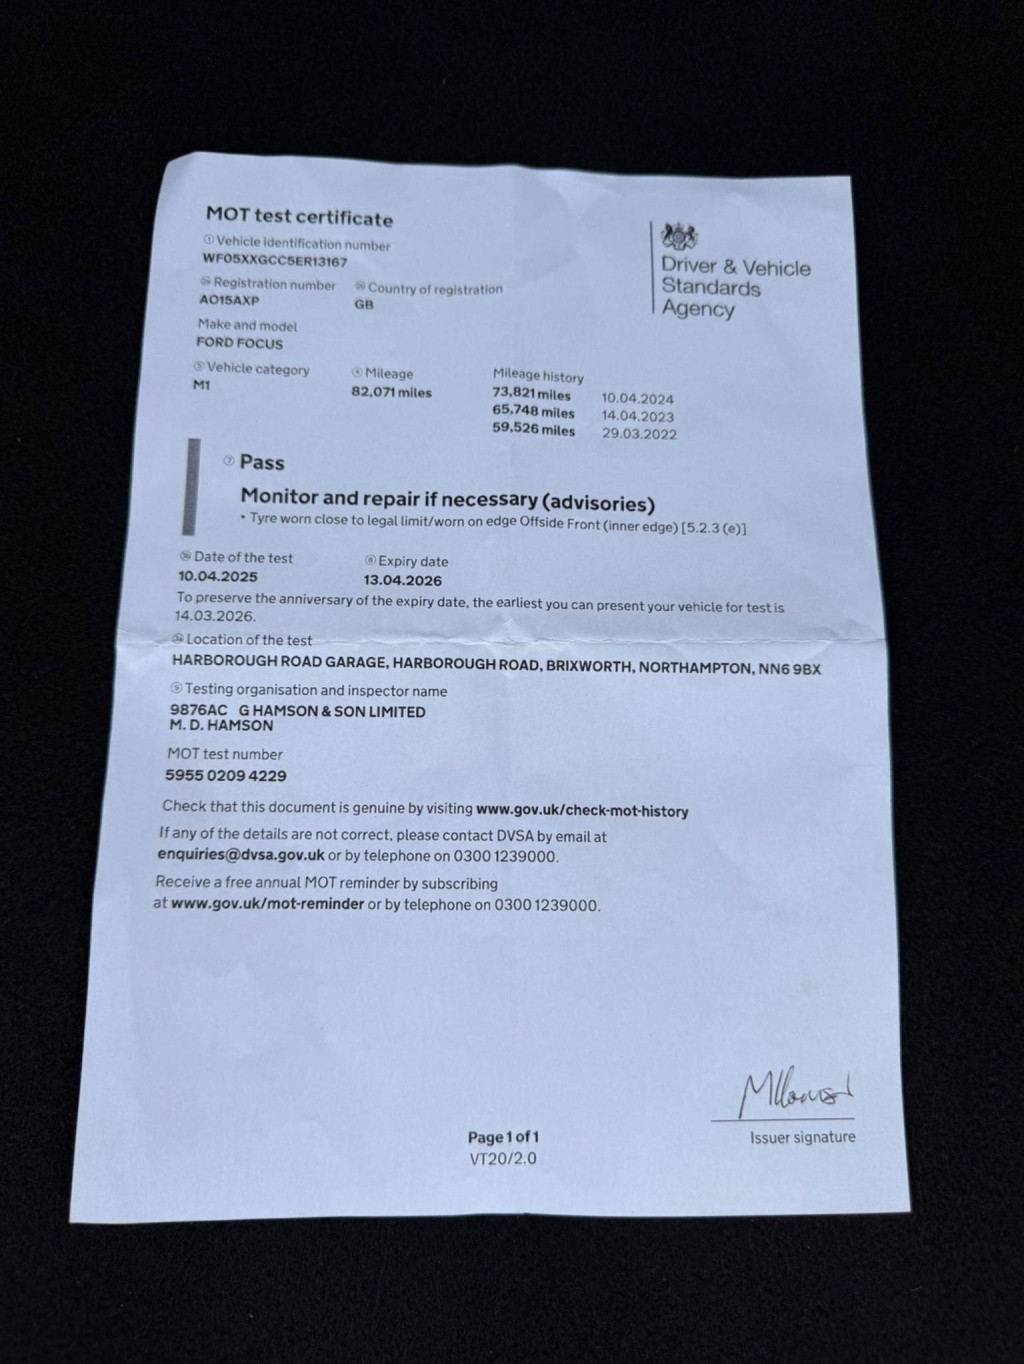 MOT test certificate
① Vehicle identification number
WF05XXGCC5ER13167
Registration number
AO15AXP
Country of registration
GB
Make and model
FORD FOCUS
⑤ Vehicle category
M1
④ Mileage
82,071 miles
Mileage history
73,821 miles 10.04.2024
65,748 miles 14.04.2023
59,526 miles 29.03.2022
Driver & Vehicle
Standards
Agency
⑦ Pass
Monitor and repair if necessary (advisories)
• Tyre worn close to legal limit/worn on edge Offside Front (inner edge) [5.2.3 (e)]
Date of the test
10.04.2025
⑧ Expiry date
13.04.2026
To preserve the anniversary of the expiry date, the earliest you can present your vehicle for test is
14.03.2026.
Location of the test
HARBOROUGH ROAD GARAGE, HARBOROUGH ROAD, BRIXWORTH, NORTHAMPTON, NN6 9BX
⑨ Testing organisation and inspector name
9876AC G HAMSON & SON LIMITED
M. D. HAMSON
MOT test number
5955 0209 4229
Check that this document is genuine by visiting www.gov.uk/check-mot-history
If any of the details are not correct, please contact DVSA by email at
enquiries@dvsa.gov.uk or by telephone on 0300 1239000.
Receive a free annual MOT reminder by subscribing
at www.gov.uk/mot-reminder or by telephone on 0300 1239000.
Issuer signature
Page 1 of 1
VT20/2.0